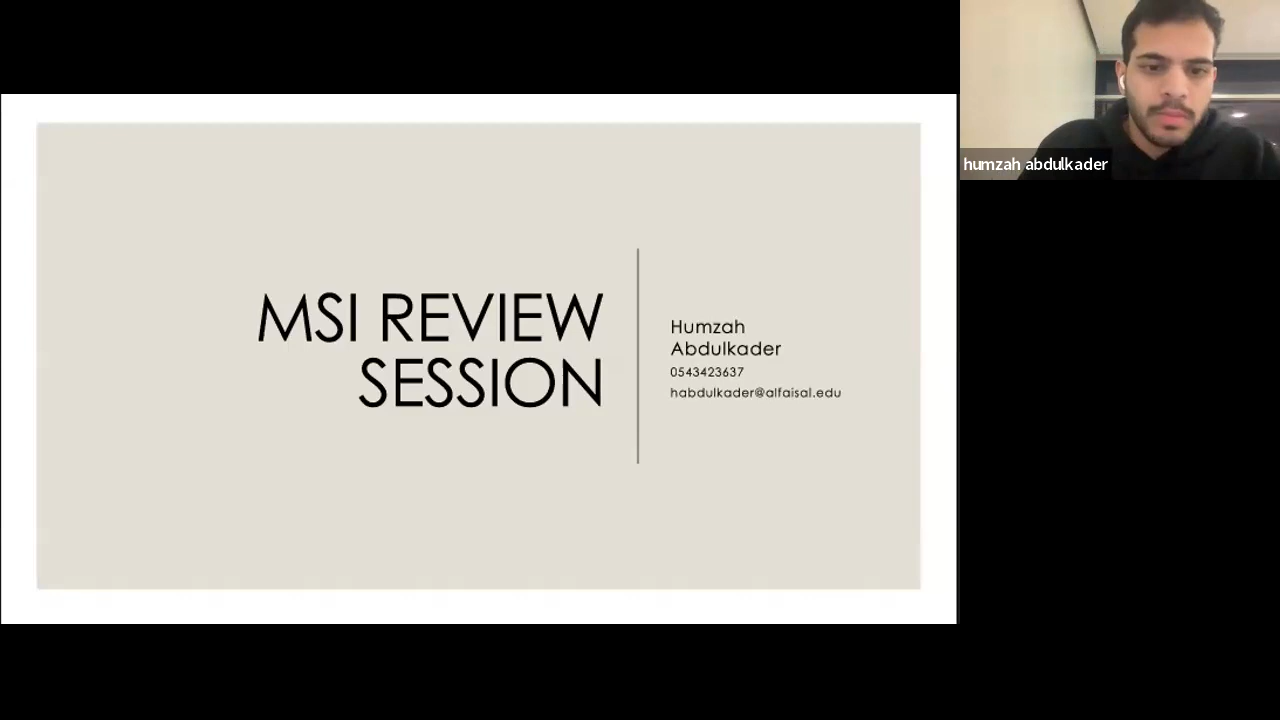 MSI REVIEW
SESSION
Humzah
Abdulkader
0543423637
habdulkader@alfaisal.edu
humzah abdulkader